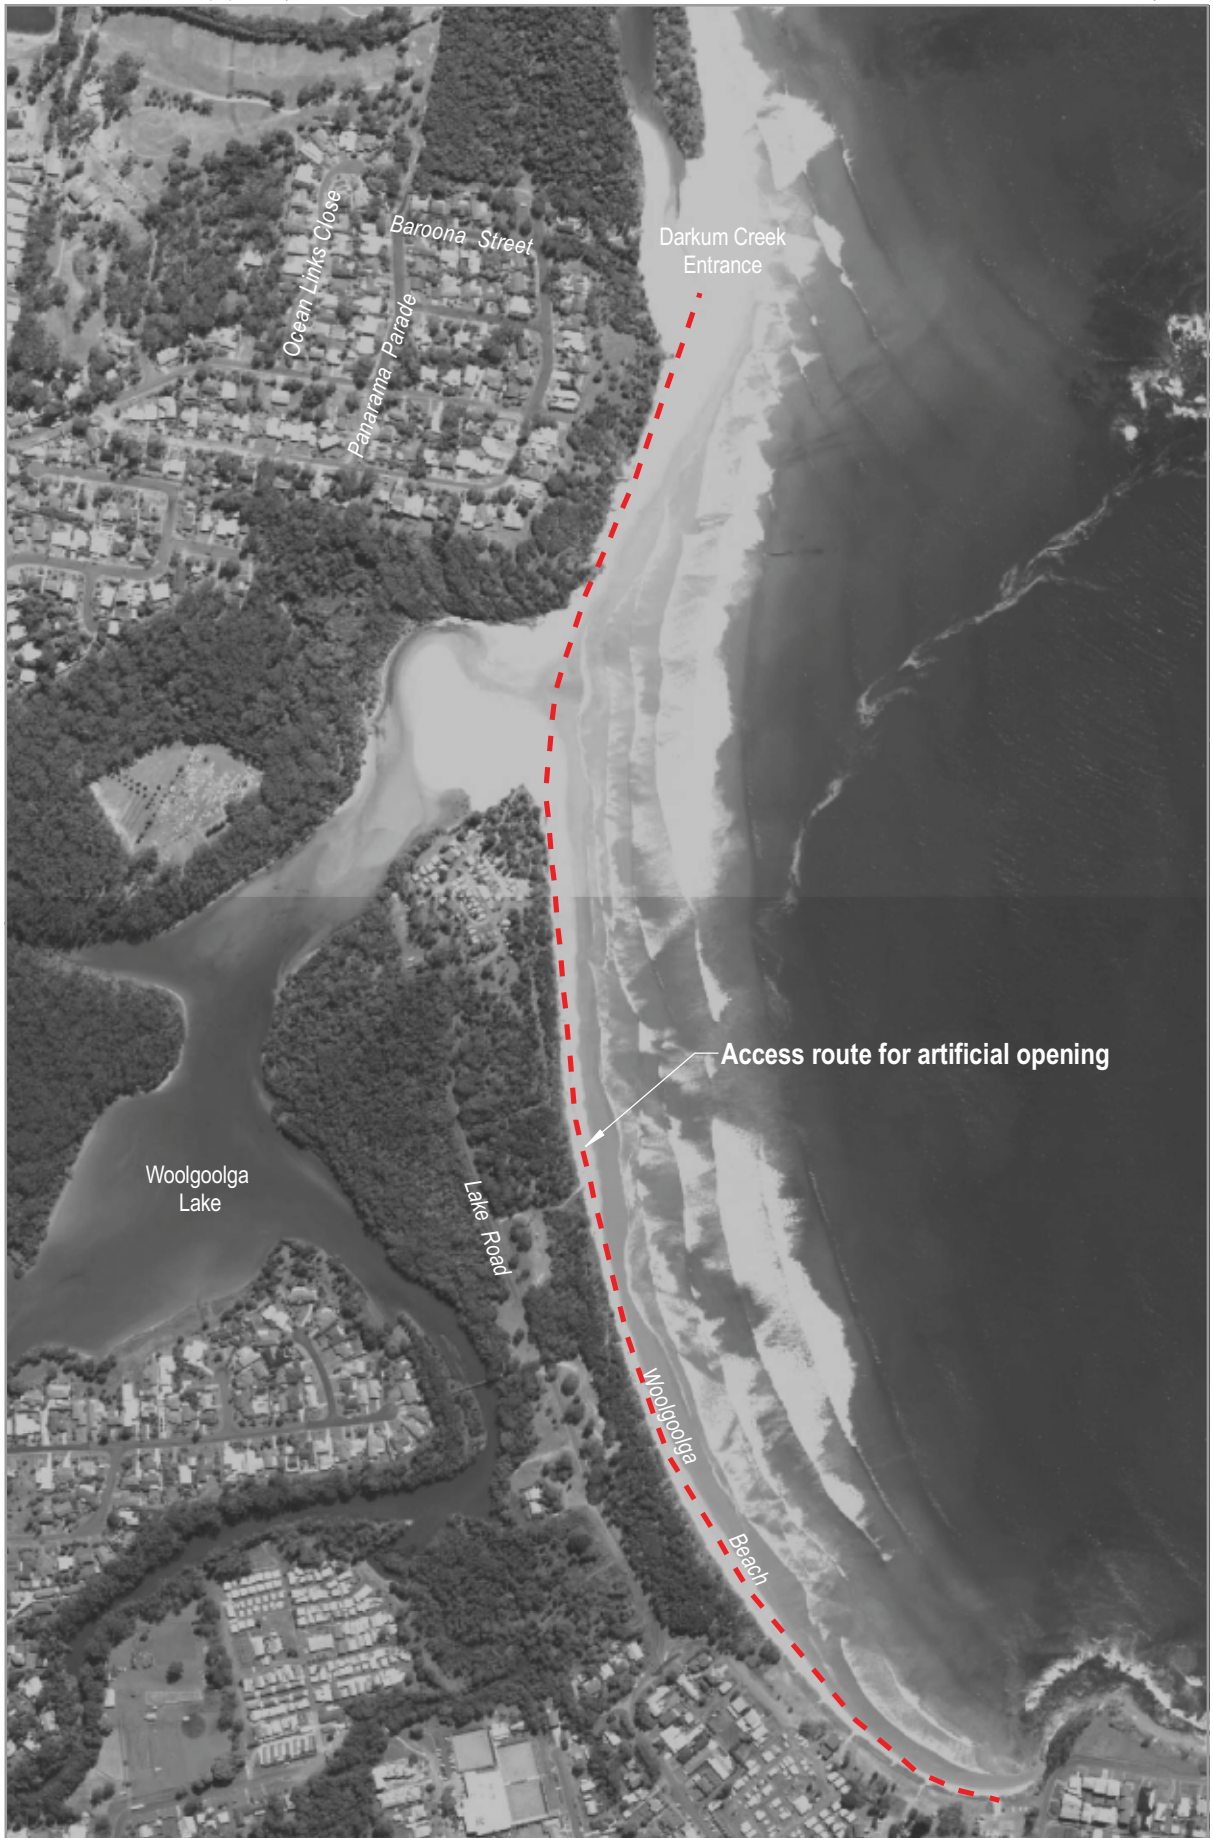 Ocean Links Close
Baroona Street
Panarama Parade
Darkum Creek
Entrance
Access route for artificial opening
Woolgoolga
Lake
Lake Road
Woolgoolga
Beach